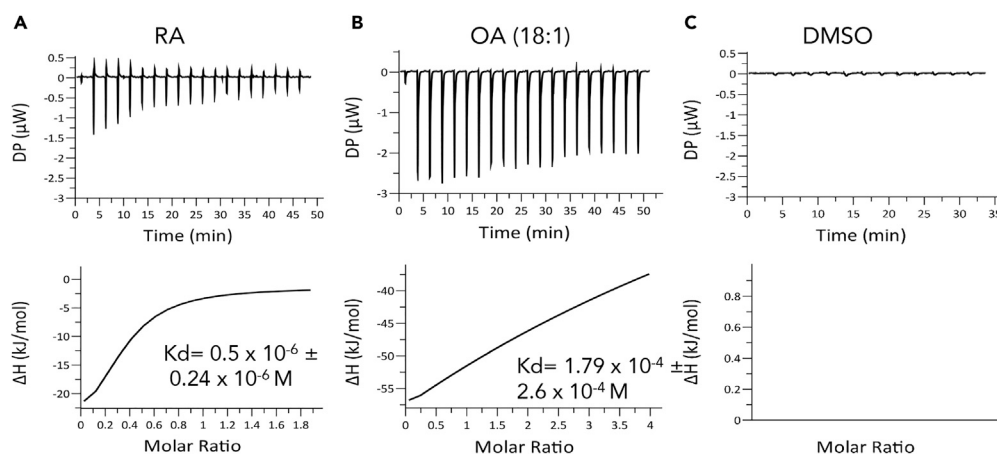 A
RA
0.5
0
-0.5
-1
-1.5
-2
-2.5
-3
DP (μW)
0 5 10 15 20 25 30 35 40 45 50
Time (min)
B
OA (18:1)
0
-1
-2
-3
DP (μW)
0 5 10 15 20 25 30 35 40 45 50
Time (min)
C
DMSO
0.5
0
-0.5
-1
-1.5
-2
-2.5
-3
DP (μW)
0 5 10 15 20 25 30 35
Time (min)
0
-5
-10
-15
-20
ΔH (kJ/mol)
Kd= 0.5 x 10⁻⁶ ±
0.24 x 10⁻⁶ M
0 0.2 0.4 0.6 0.8 1 1.2 1.4 1.6 1.8
Molar Ratio
-40
-45
-50
-55
ΔH (kJ/mol)
Kd= 1.79 x 10⁻⁴ ±
2.6 x 10⁻⁴ M
0 0.5 1 1.5 2 2.5 3 3.5 4
Molar Ratio
0.8
0.6
0.4
0.2
0
ΔH (kJ/mol)
Molar Ratio